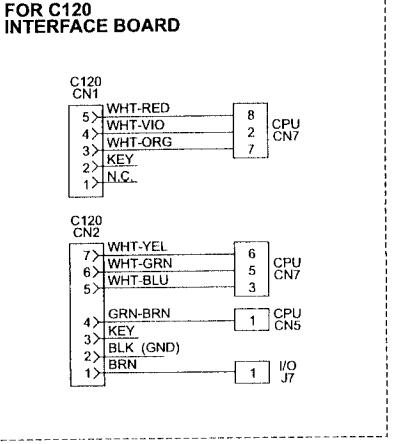 FOR C120
INTERFACE BOARD
C120
CN1
5 WHT-RED 8
4 WHT-VIO 2
3 WHT-ORG 7
CPU
CN7
2 KEY
1 N.C.
C120
CN2
7 WHT-YEL 6
6 WHT-GRN 5
5 WHT-BLU 3
CPU
CN7
4 GRN-BRN 1
CPU
CN5
3 KEY
2 BLK (GND)
1 BRN 1
I/O
J7